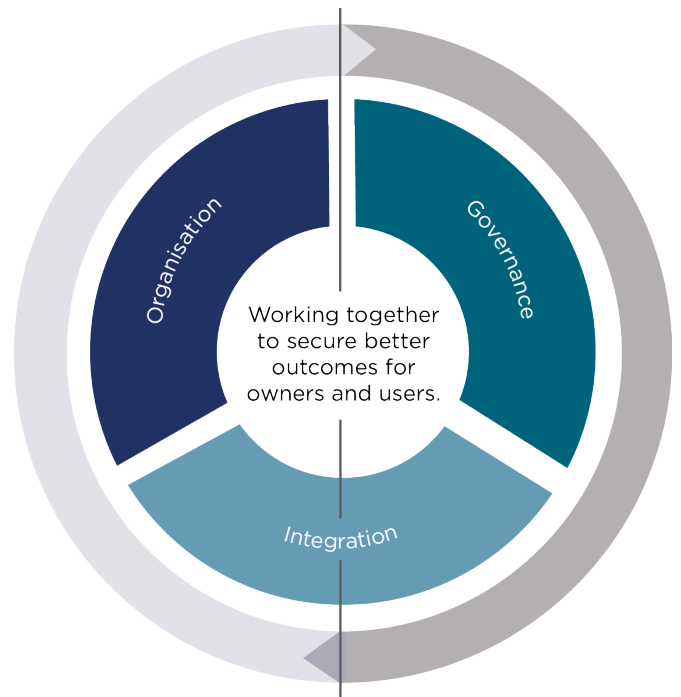 Organisation
Governance
Working together
to secure better
outcomes for
owners and users.
Integration